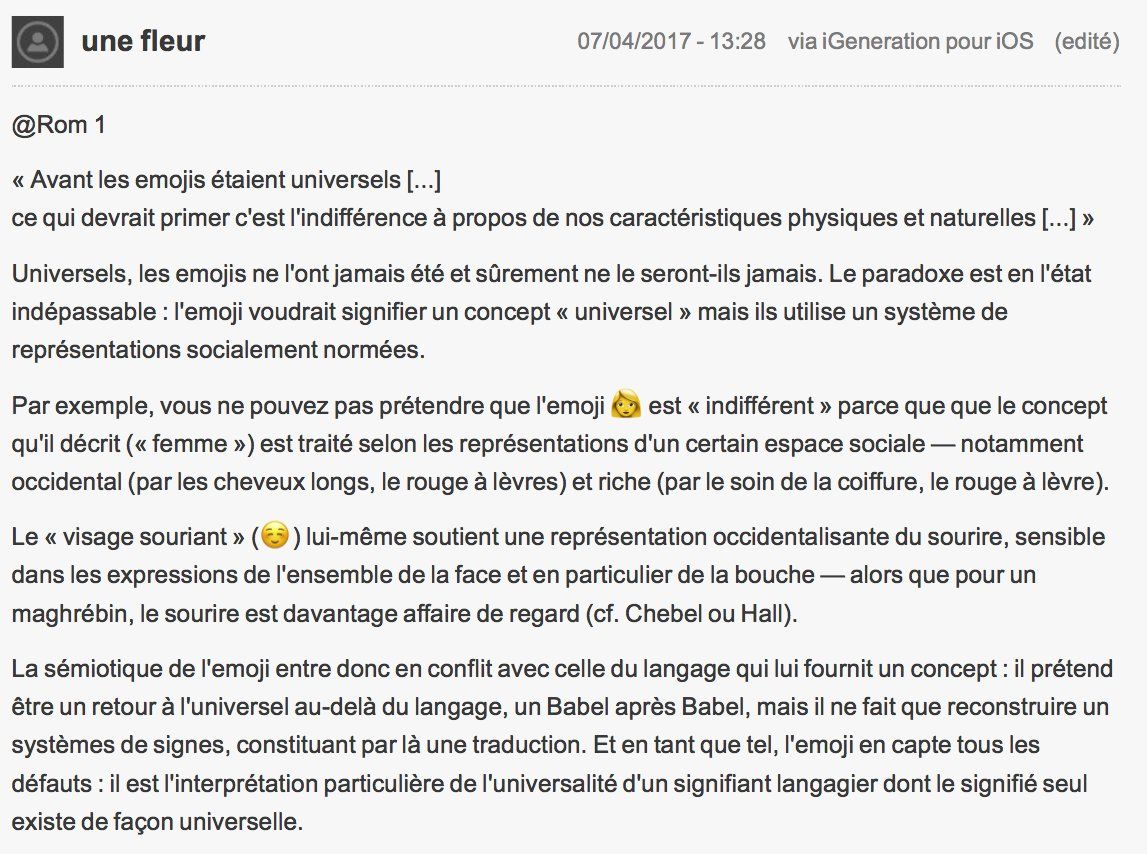 une fleur 07/04/2017 - 13:28 via iGeneration pour iOS (edité)
@Rom 1
« Avant les emojis étaient universels [...]
ce qui devrait primer c'est l'indifférence à propos de nos caractéristiques physiques et naturelles [...] »
Universels, les emojis ne l'ont jamais été et sûrement ne le seront-ils jamais. Le paradoxe est en l'état
indépassable : l'emoji voudrait signifier un concept « universel » mais ils utilise un système de
représentations socialement normées.
Par exemple, vous ne pouvez pas prétendre que l'emoji 👩 est « indifférent » parce que que le concept
qu'il décrit (« femme ») est traité selon les représentations d'un certain espace sociale — notamment
occidental (par les cheveux longs, le rouge à lèvres) et riche (par le soin de la coiffure, le rouge à lèvre).
Le « visage souriant » (☺️) lui-même soutient une représentation occidentalisante du sourire, sensible
dans les expressions de l'ensemble de la face et en particulier de la bouche — alors que pour un
maghrébin, le sourire est davantage affaire de regard (cf. Chebel ou Hall).
La sémiotique de l'emoji entre donc en conflit avec celle du langage qui lui fournit un concept : il prétend
être un retour à l'universel au-delà du langage, un Babel après Babel, mais il ne fait que reconstruire un
systèmes de signes, constituant par là une traduction. Et en tant que tel, l'emoji en capte tous les
défauts : il est l'interprétation particulière de l'universalité d'un signifiant langagier dont le signifié seul
existe de façon universelle.